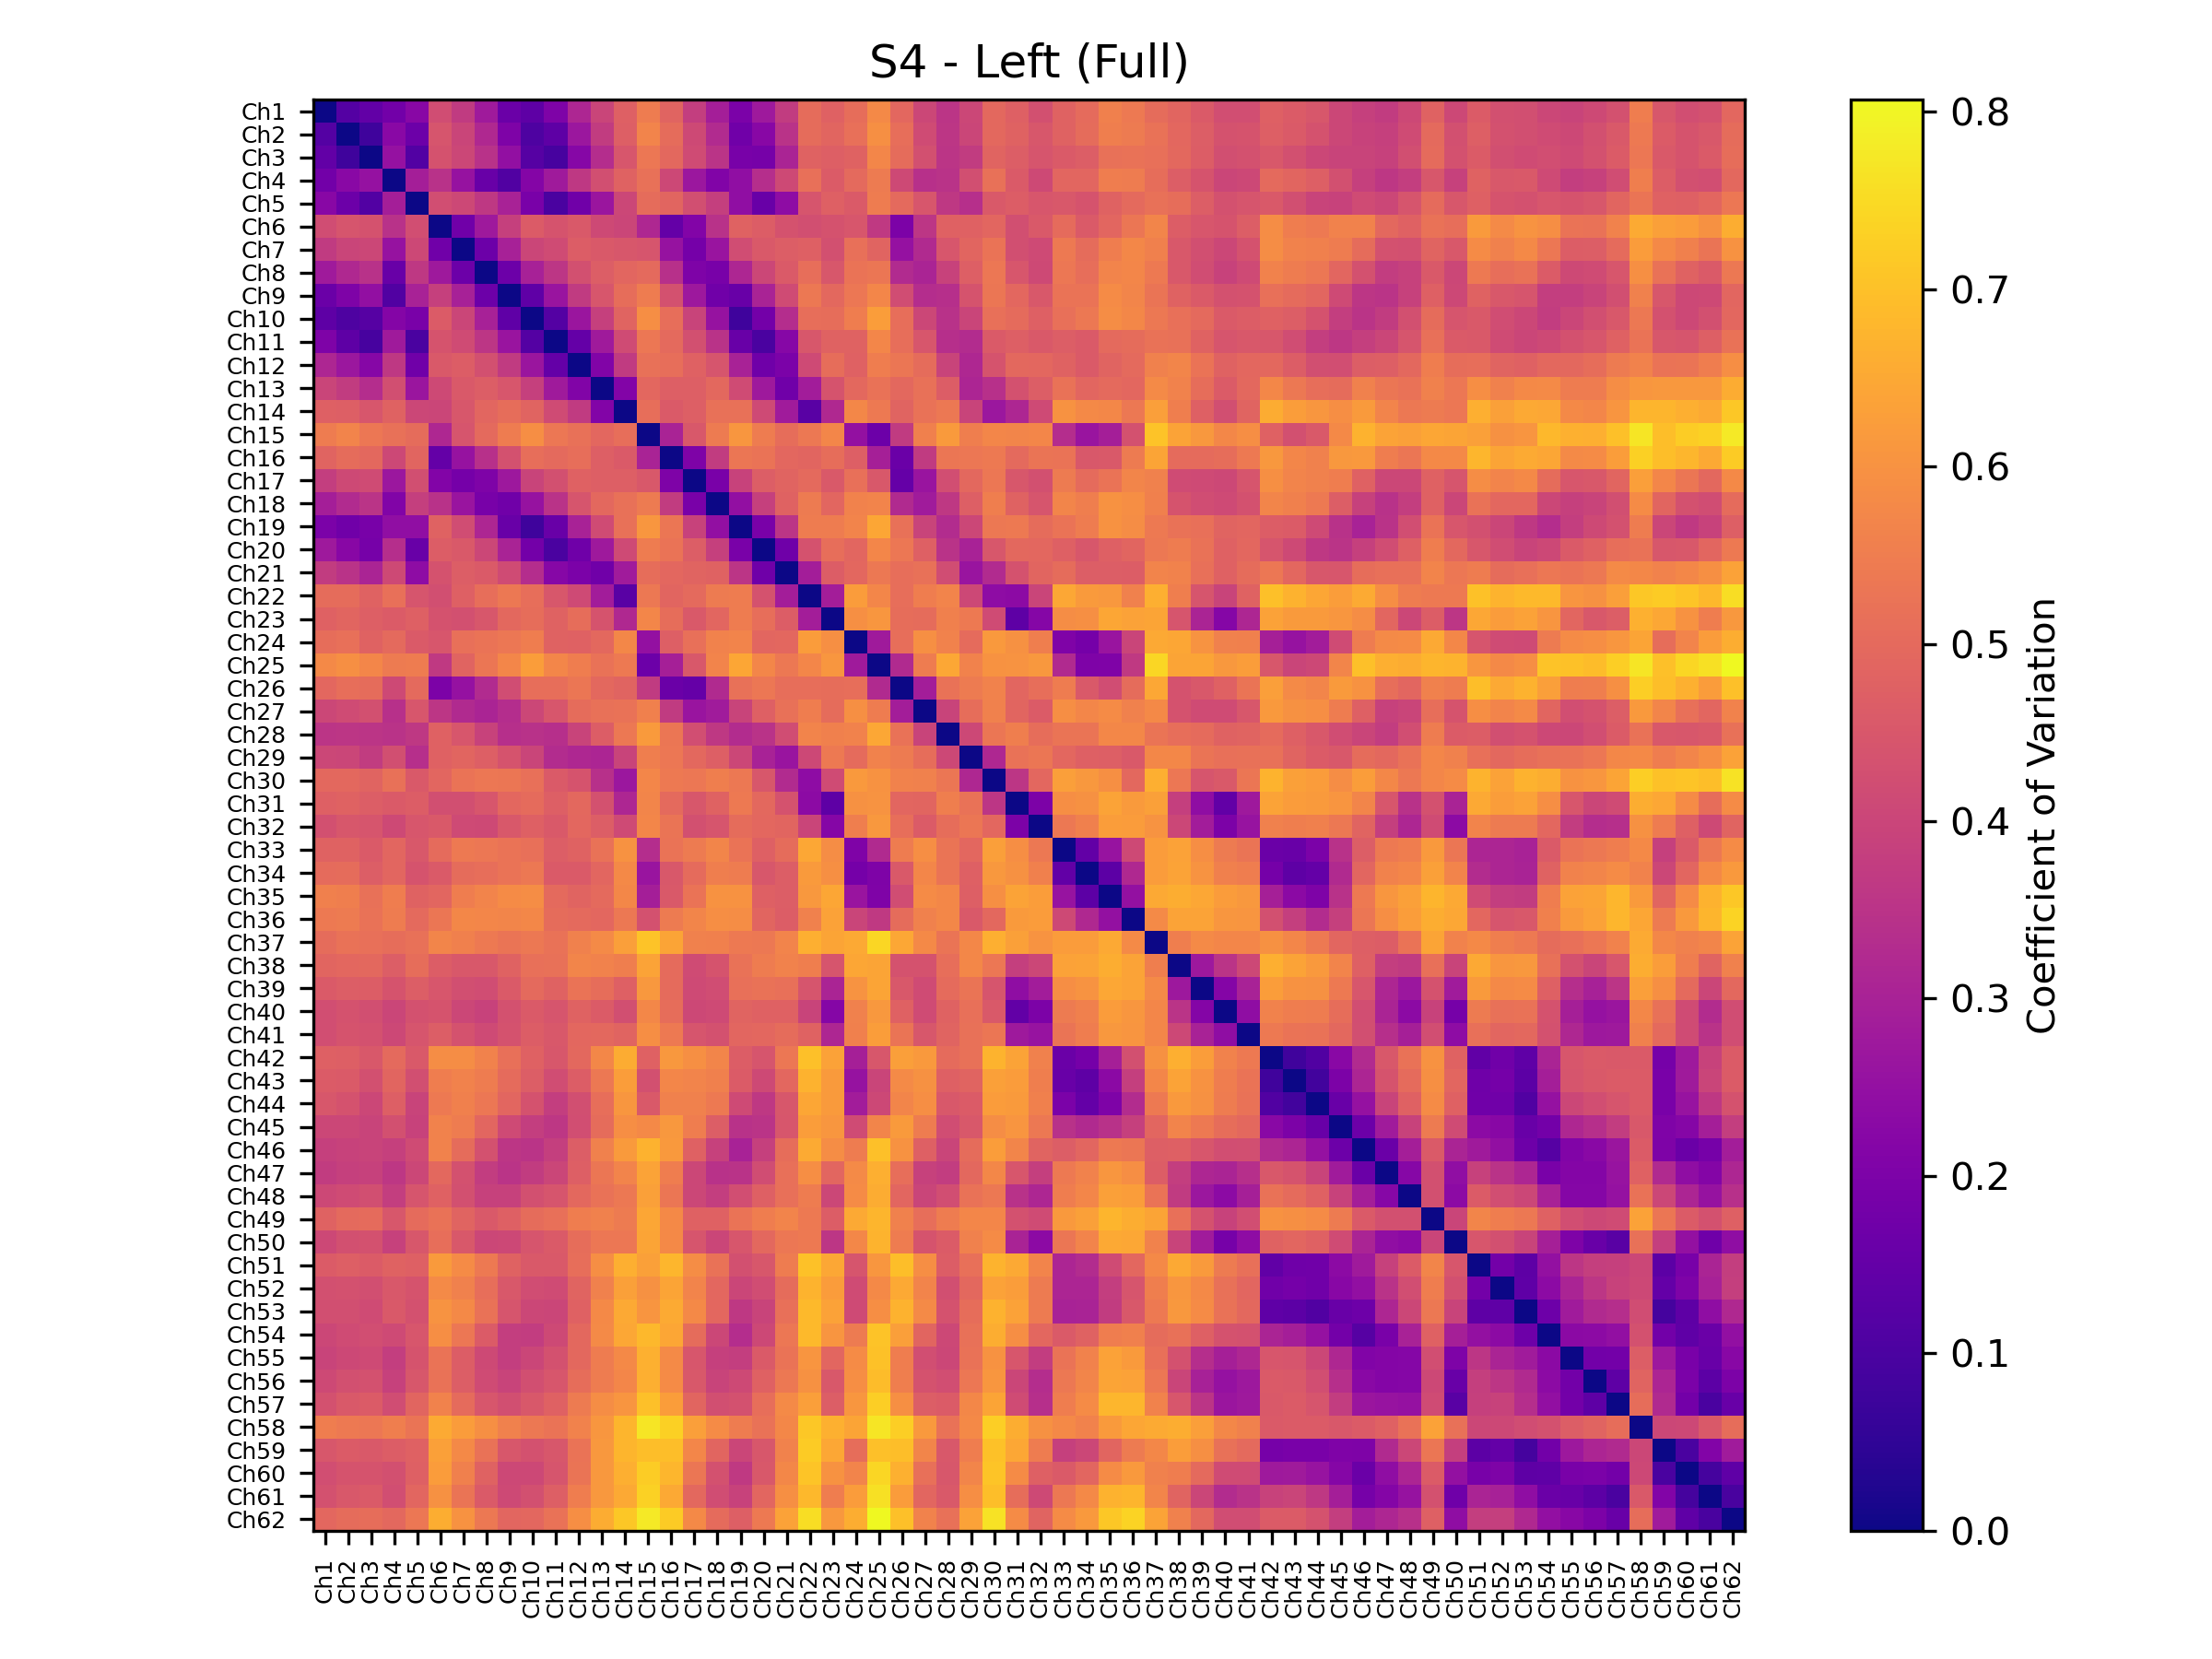 S4 - Left (Full)
Ch1
Ch2
Ch3
Ch4
Ch5
Ch6
Ch7
Ch8
Ch9
Ch10
Ch11
Ch12
Ch13
Ch14
Ch15
Ch16
Ch17
Ch18
Ch19
Ch20
Ch21
Ch22
Ch23
Ch24
Ch25
Ch26
Ch27
Ch28
Ch29
Ch30
Ch31
Ch32
Ch33
Ch34
Ch35
Ch36
Ch37
Ch38
Ch39
Ch40
Ch41
Ch42
Ch43
Ch44
Ch45
Ch46
Ch47
Ch48
Ch49
Ch50
Ch51
Ch52
Ch53
Ch54
Ch55
Ch56
Ch57
Ch58
Ch59
Ch60
Ch61
Ch62
Ch1
Ch2
Ch3
Ch4
Ch5
Ch6
Ch7
Ch8
Ch9
Ch10
Ch11
Ch12
Ch13
Ch14
Ch15
Ch16
Ch17
Ch18
Ch19
Ch20
Ch21
Ch22
Ch23
Ch24
Ch25
Ch26
Ch27
Ch28
Ch29
Ch30
Ch31
Ch32
Ch33
Ch34
Ch35
Ch36
Ch37
Ch38
Ch39
Ch40
Ch41
Ch42
Ch43
Ch44
Ch45
Ch46
Ch47
Ch48
Ch49
Ch50
Ch51
Ch52
Ch53
Ch54
Ch55
Ch56
Ch57
Ch58
Ch59
Ch60
Ch61
Ch62
0.8
0.7
0.6
0.5
0.4
0.3
0.2
0.1
0.0
Coefficient of Variation